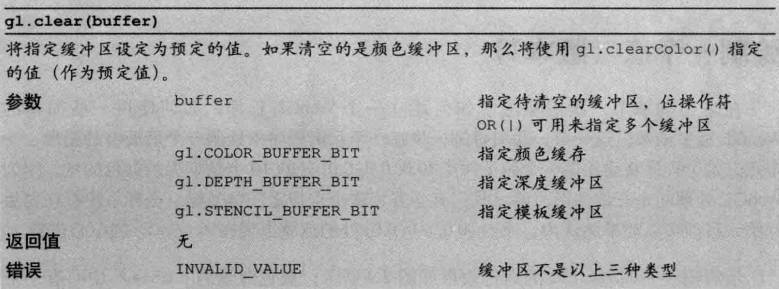 gl.clear(buffer)
将指定缓冲区设定为预定的值。如果清空的是颜色缓冲区，那么将使用 gl.clearColor() 指定
的值（作为预定值）。
参数 buffer 指定待清空的缓冲区，位操作符
OR(|) 可用来指定多个缓冲区
gl.COLOR_BUFFER_BIT 指定颜色缓存
gl.DEPTH_BUFFER_BIT 指定深度缓冲区
gl.STENCIL_BUFFER_BIT 指定模板缓冲区
返回值 无
错误 INVALID_VALUE 缓冲区不是以上三种类型